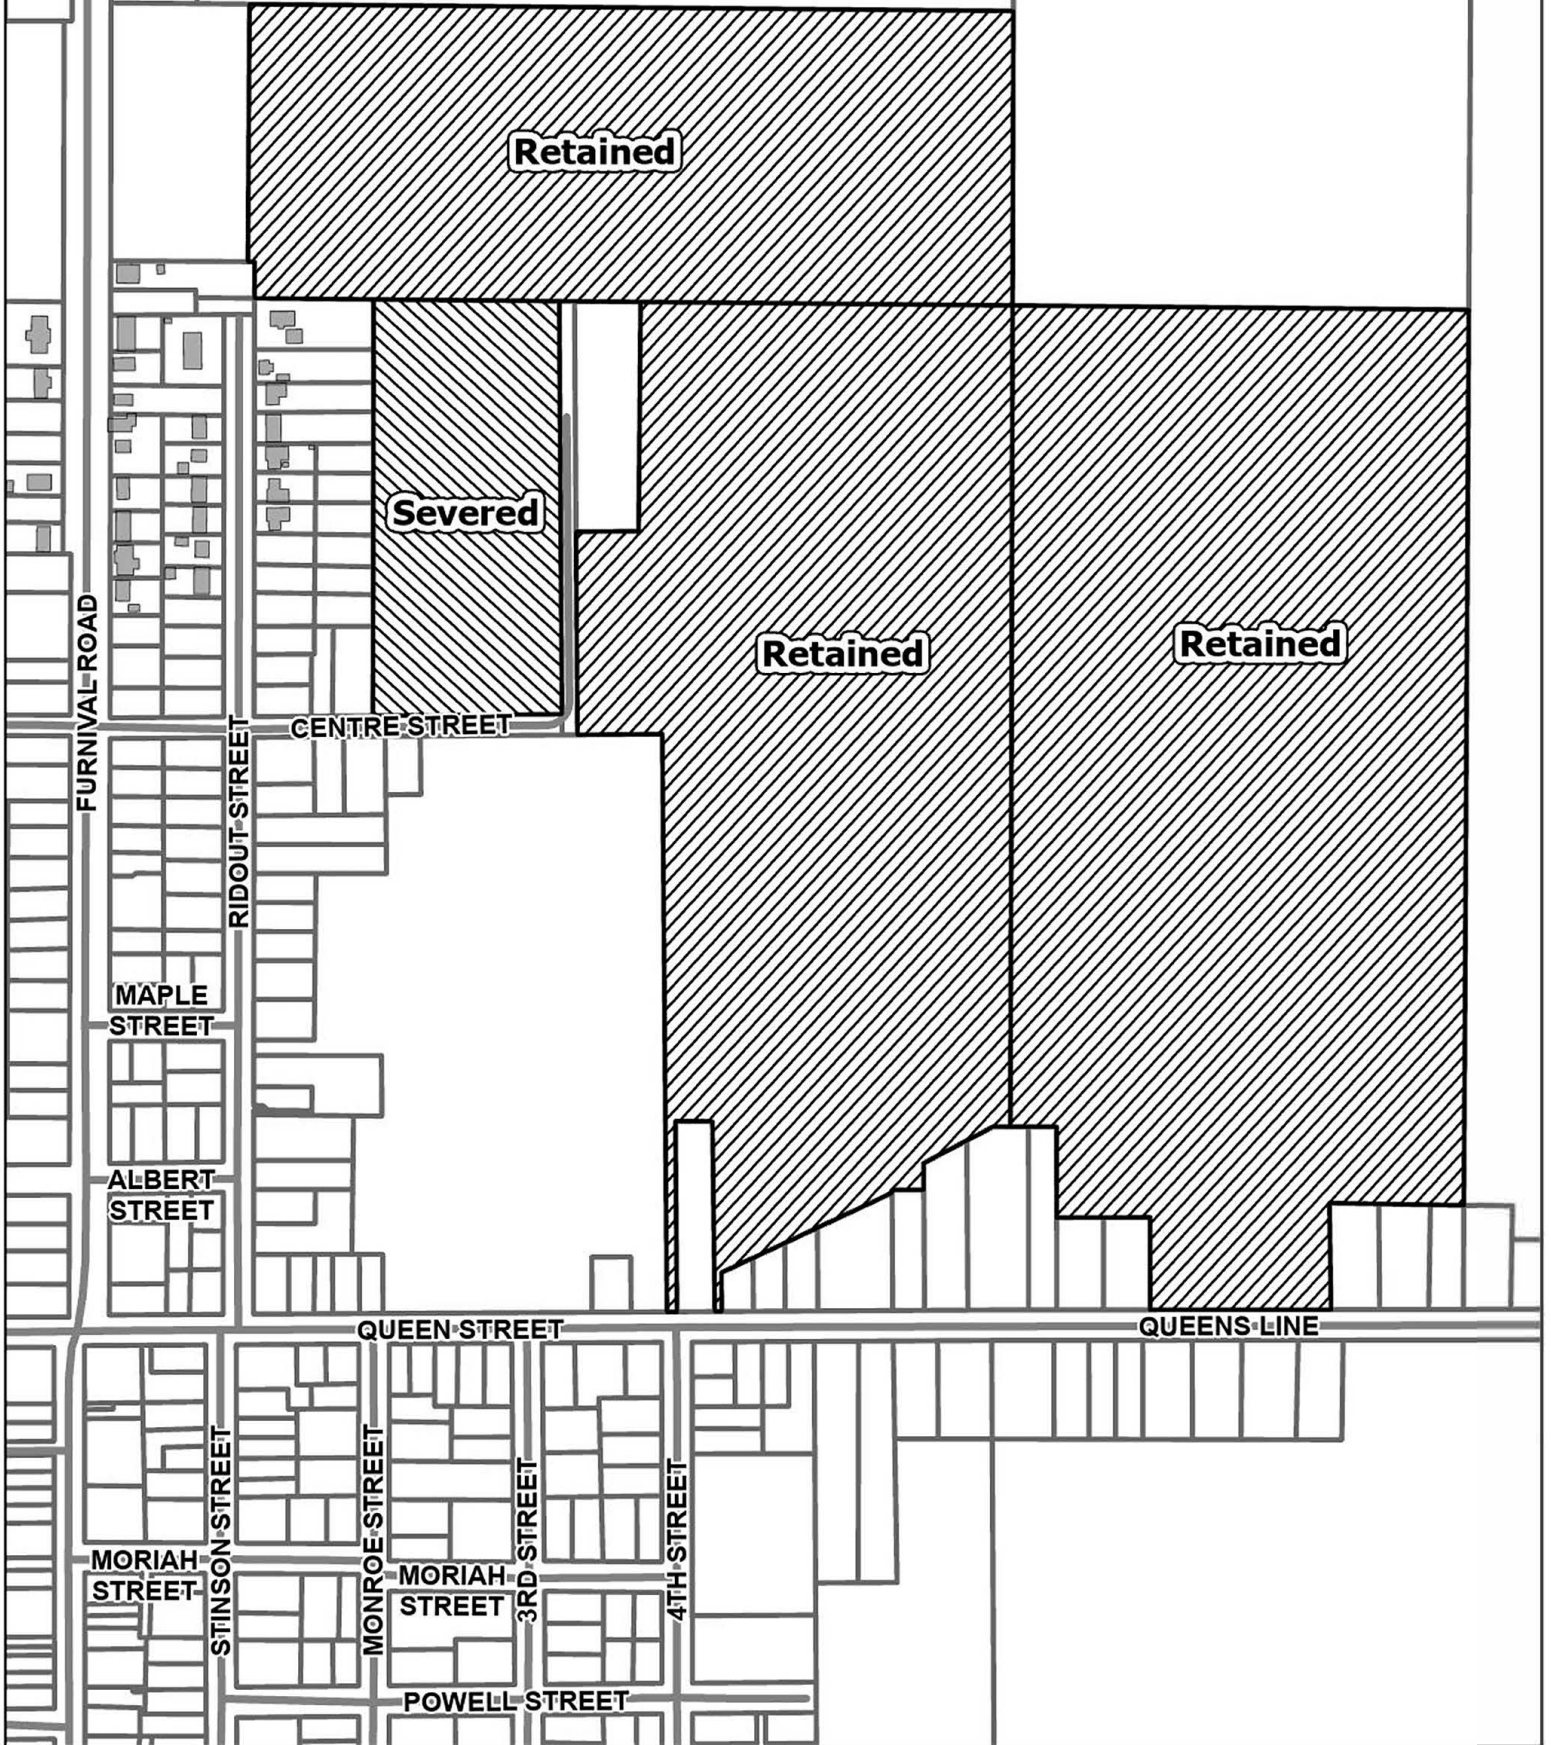 Retained
Severed
Retained
Retained
FURNIVAL ROAD
CENTRE STREET
RIDOUT STREET
MAPLE
STREET
ALBERT
STREET
QUEEN STREET
QUEENS LINE
STINSON STREET
MONROE STREET
3RD STREET
4TH STREET
MORIAH
STREET
MORIAH
STREET
POWELL STREET